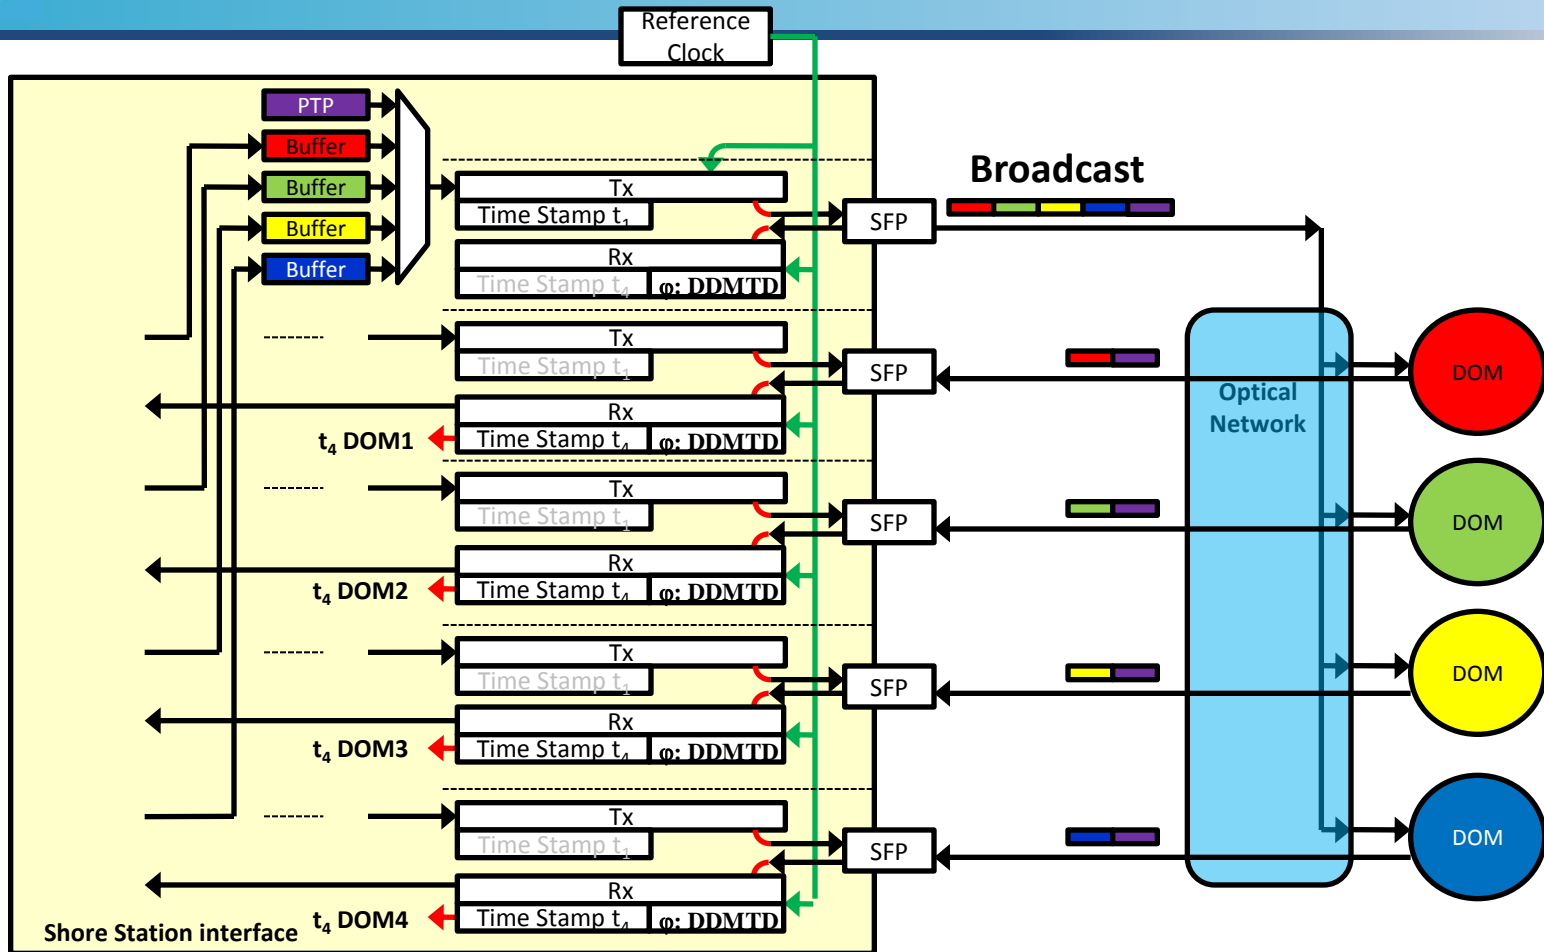 Reference
Clock
PTP
Buffer
Buffer
Buffer
Buffer
Broadcast
Tx
Time Stamp t₁
SFP
Rx
Time Stamp t₄ φ: DDMTD
Tx
Time Stamp t₁
SFP
DOM
Optical
Network
Rx
t₄ DOM1
Time Stamp t₄ φ: DDMTD
Tx
Time Stamp t₁
SFP
DOM
Rx
t₄ DOM2
Time Stamp t₄ φ: DDMTD
Tx
Time Stamp t₁
SFP
DOM
Rx
t₄ DOM3
Time Stamp t₄ φ: DDMTD
Tx
Time Stamp t₁
SFP
DOM
Rx
t₄ DOM4
Time Stamp t₄ φ: DDMTD
Shore Station interface